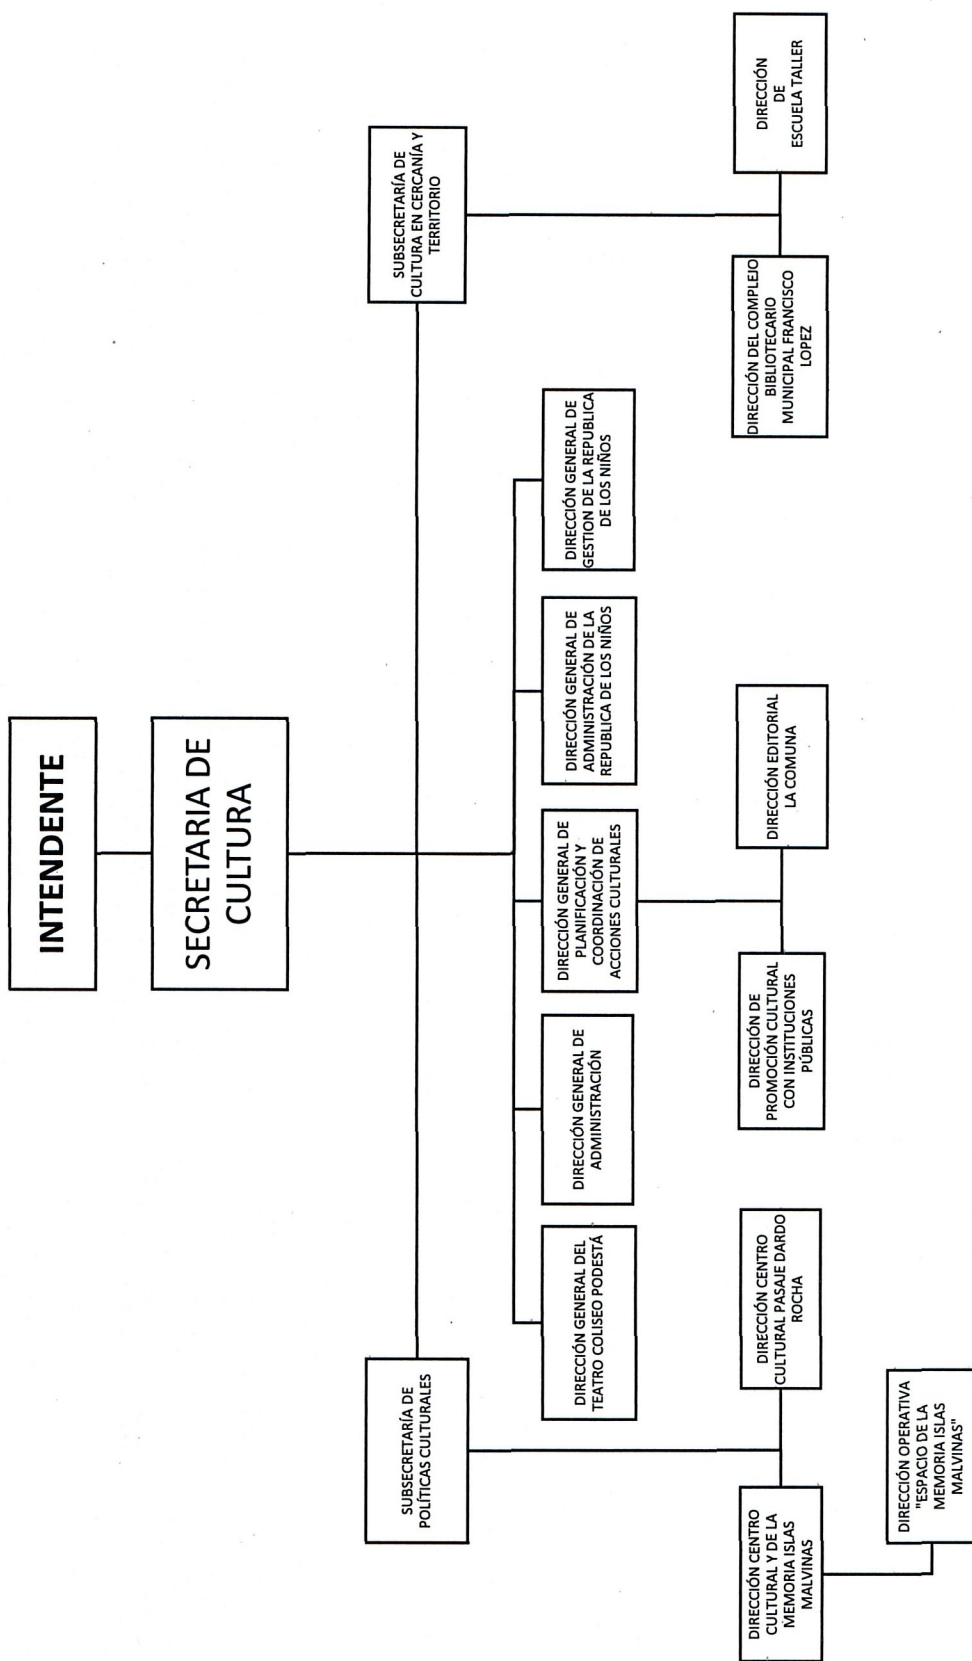 INTENDENTE
SECRETARIA DE
CULTURA
SUBSECRETARÍA DE
POLÍTICAS CULTURALES
SUBSECRETARÍA DE
CULTURA EN CERCANÍA Y
TERRITORIO
DIRECCIÓN GENERAL DEL
TEATRO COLISEO PODESTÁ
DIRECCIÓN GENERAL DE
ADMINISTRACIÓN
DIRECCIÓN GENERAL DE
PLANIFICACIÓN Y
COORDINACIÓN DE
ACCIONES CULTURALES
DIRECCIÓN GENERAL DE
ADMINISTRACIÓN DE LA
REPUBLICA DE LOS NIÑOS
DIRECCIÓN GENERAL DE
GESTION DE LA REPUBLICA
DE LOS NIÑOS
DIRECCIÓN CENTRO
CULTURAL Y DE LA
MEMORIA ISLAS
MALVINAS
DIRECCIÓN CENTRO
CULTURAL PASAJE DARDO
ROCHA
DIRECCIÓN DE
PROMOCIÓN CULTURAL
CON INSTITUCIONES
PÚBLICAS
DIRECCIÓN EDITORIAL
LA COMUNA
DIRECCIÓN DEL COMPLEJO
BIBLIOTECARIO
MUNICIPAL FRANCISCO
LOPEZ
DIRECCIÓN
DE
ESCUELA TALLER
DIRECCIÓN OPERATIVA
"ESPACIO DE LA
MEMORIA ISLAS
MALVINAS"